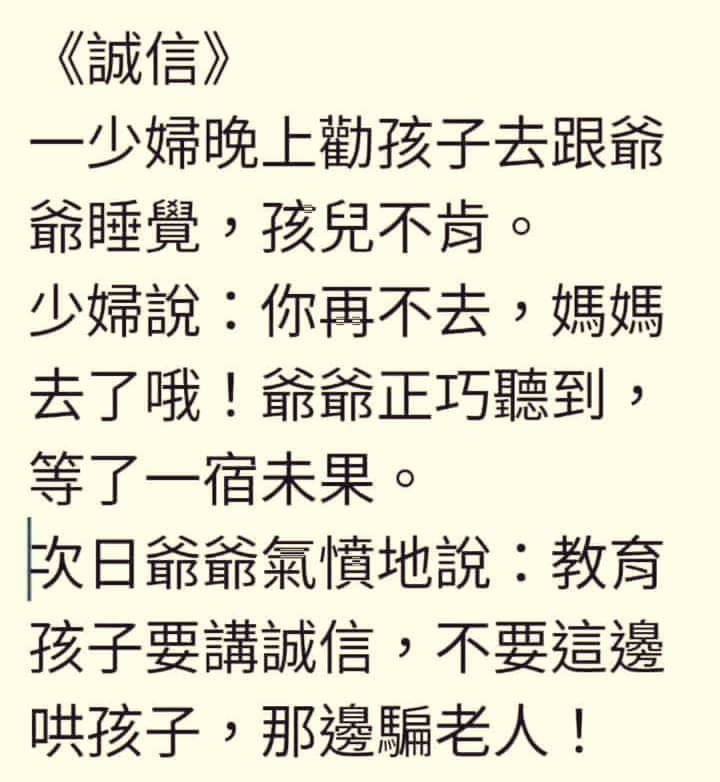 《誠信》
一少婦晚上勸孩子去跟爺
爺睡覺，孩兒不肯。
少婦說：你再不去，媽媽
去了哦！爺爺正巧聽到，
等了一宿未果。
次日爺爺氣憤地說：教育
孩子要講誠信，不要這邊
哄孩子，那邊騙老人！